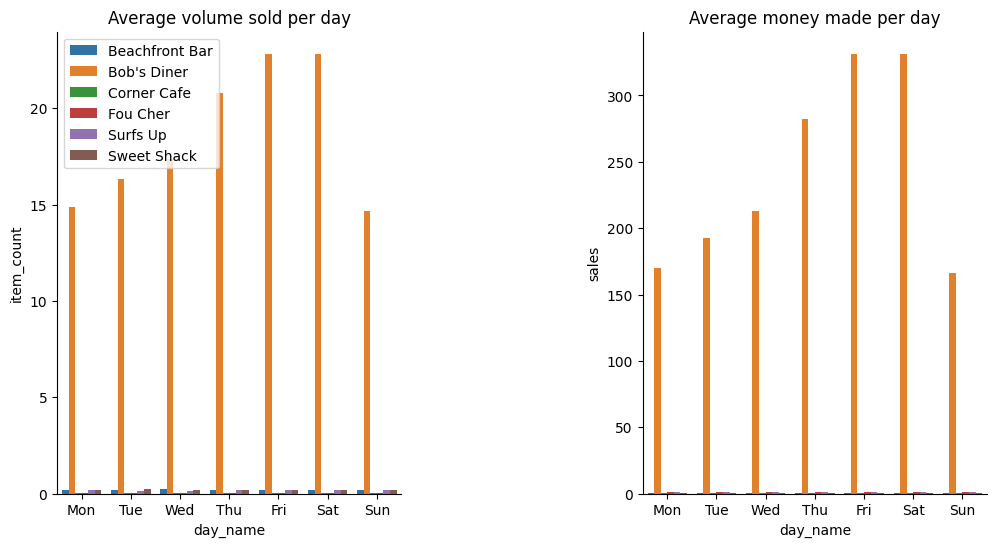 Average volume sold per day
Beachfront Bar
Bob's Diner
Corner Cafe
Fou Cher
Surfs Up
Sweet Shack
20
15
10
5
0
item_count
Mon Tue Wed Thu Fri Sat Sun
day_name
Average money made per day
300
250
200
150
100
50
0
sales
Mon Tue Wed Thu Fri Sat Sun
day_name